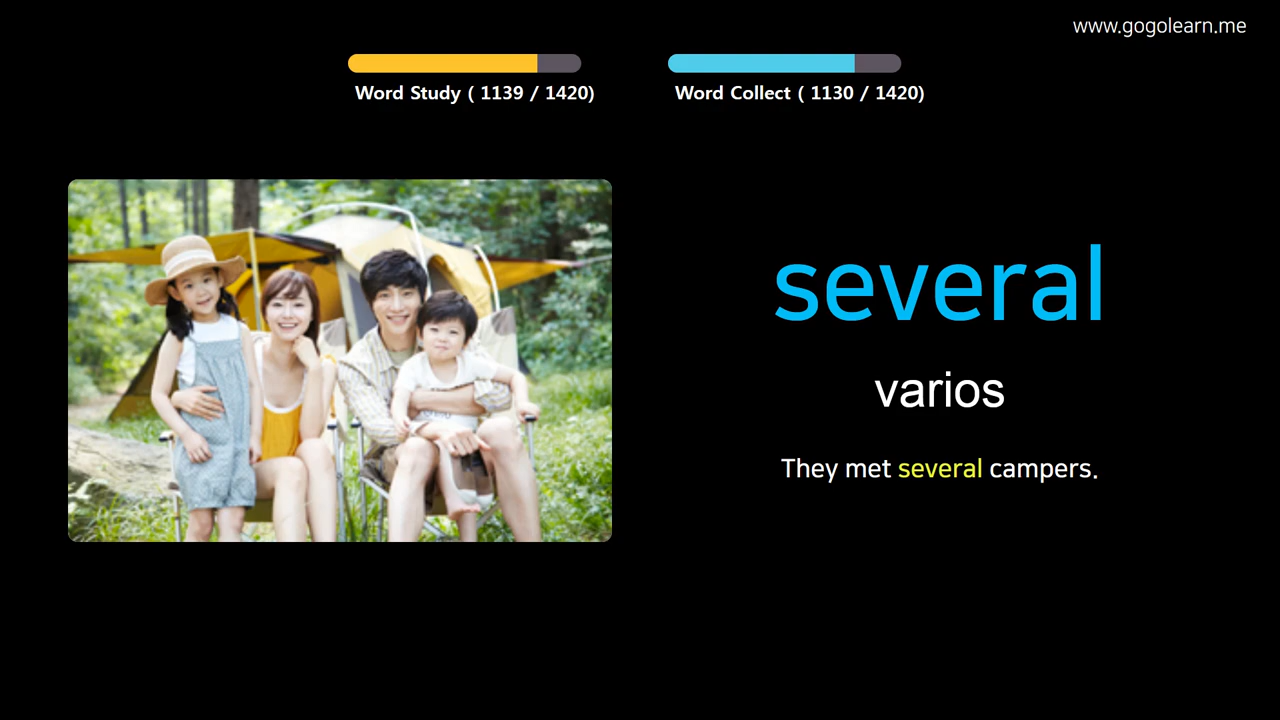 www.gogolearn.me
Word Study ( 1139 / 1420)
Word Collect ( 1130 / 1420)
several
varios
They met several campers.